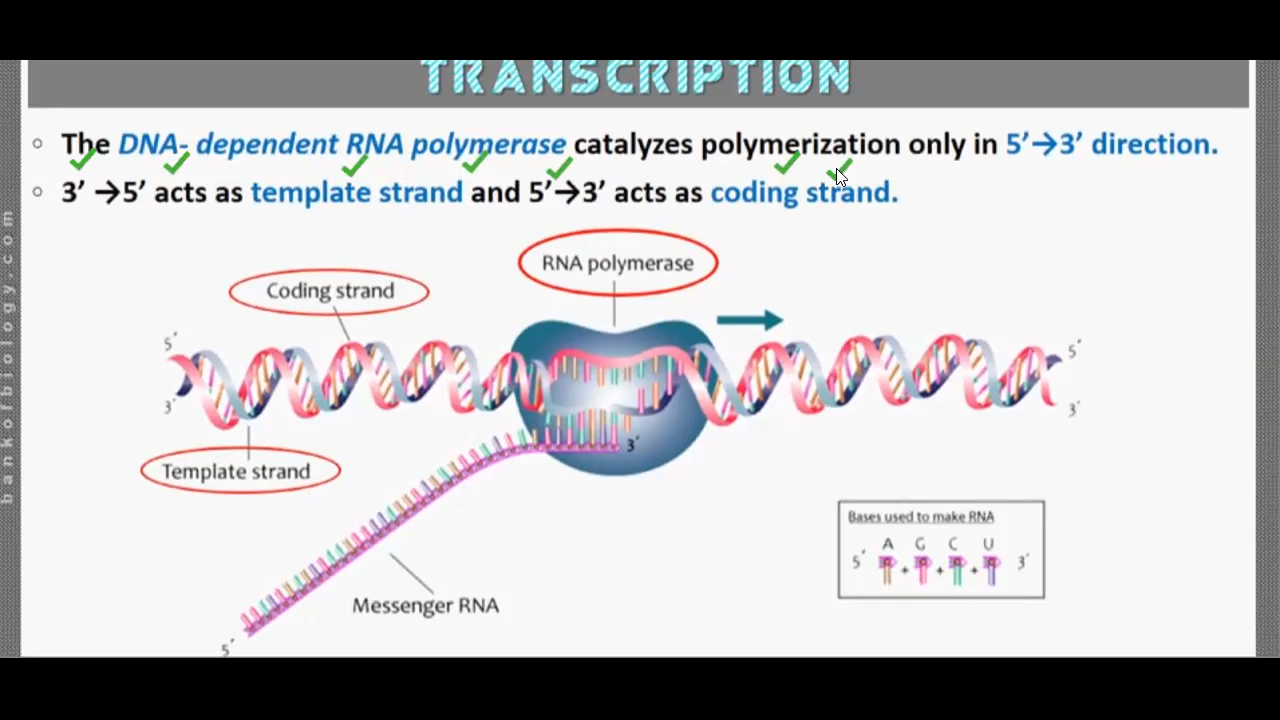 TRANSCRIPTION
The DNA- dependent RNA polymerase catalyzes polymerization only in 5’→3’ direction.
3’ →5’ acts as template strand and 5’→3’ acts as coding strand.
RNA polymerase
Coding strand
5′
5′
3′
3′
3′
Template strand
Bases used to make RNA
A G C U
5′ + + + 3′
Messenger RNA
5′
bankofbiology.com